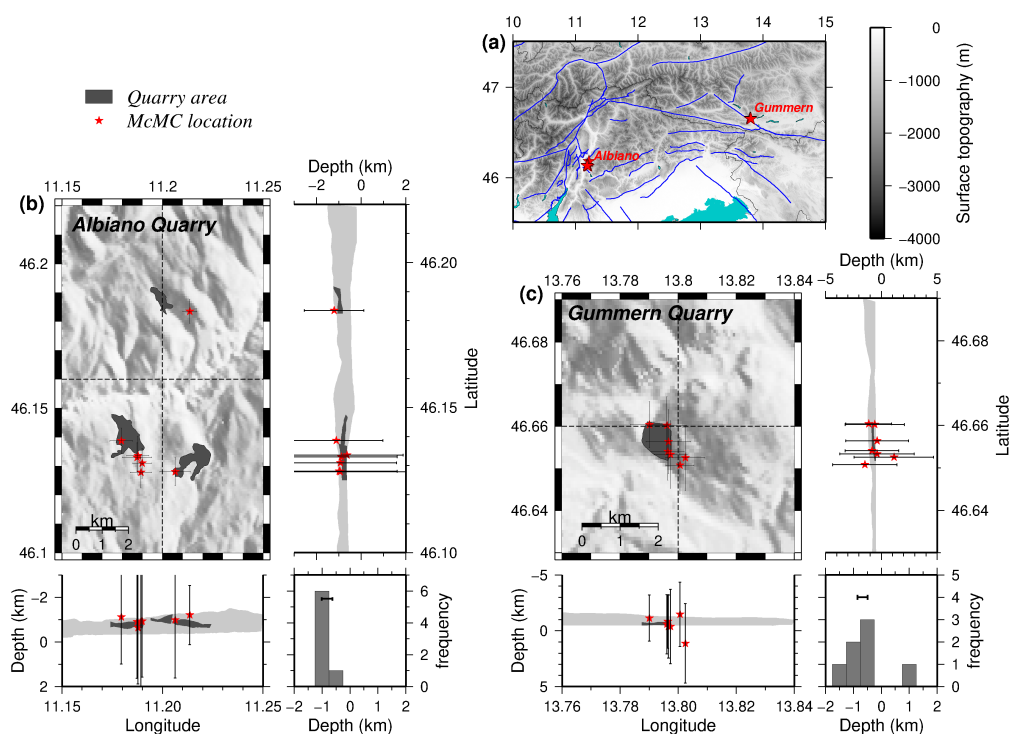 10 11 12 13 14 15
(a)
47
46
Gummern
Albiano
0
−1000
−2000
−3000
−4000
Surface topography (m)
Quarry area
McMC location
Depth (km)
11.15 11.20 11.25 −2 0 2
(b)
Albiano Quarry
46.2
46.15
46.1
km
0 1 2
46.20
46.15
46.10
Latitude
−2
0
2
Depth (km)
11.15 11.20 11.25
Longitude
6
5
4
3
2
1
0
frequency
−2 −1 0 1 2
Depth (km)
Depth (km)
13.76 13.78 13.80 13.82 13.84 −5 0 5
(c)
Gummern Quarry
46.68
46.66
46.64
km
0 1 2
46.68
46.66
46.64
Latitude
−5
0
5
Depth (km)
13.76 13.78 13.80 13.82 13.84
Longitude
5
4
3
2
1
0
frequency
−2 −1 0 1 2
Depth (km)